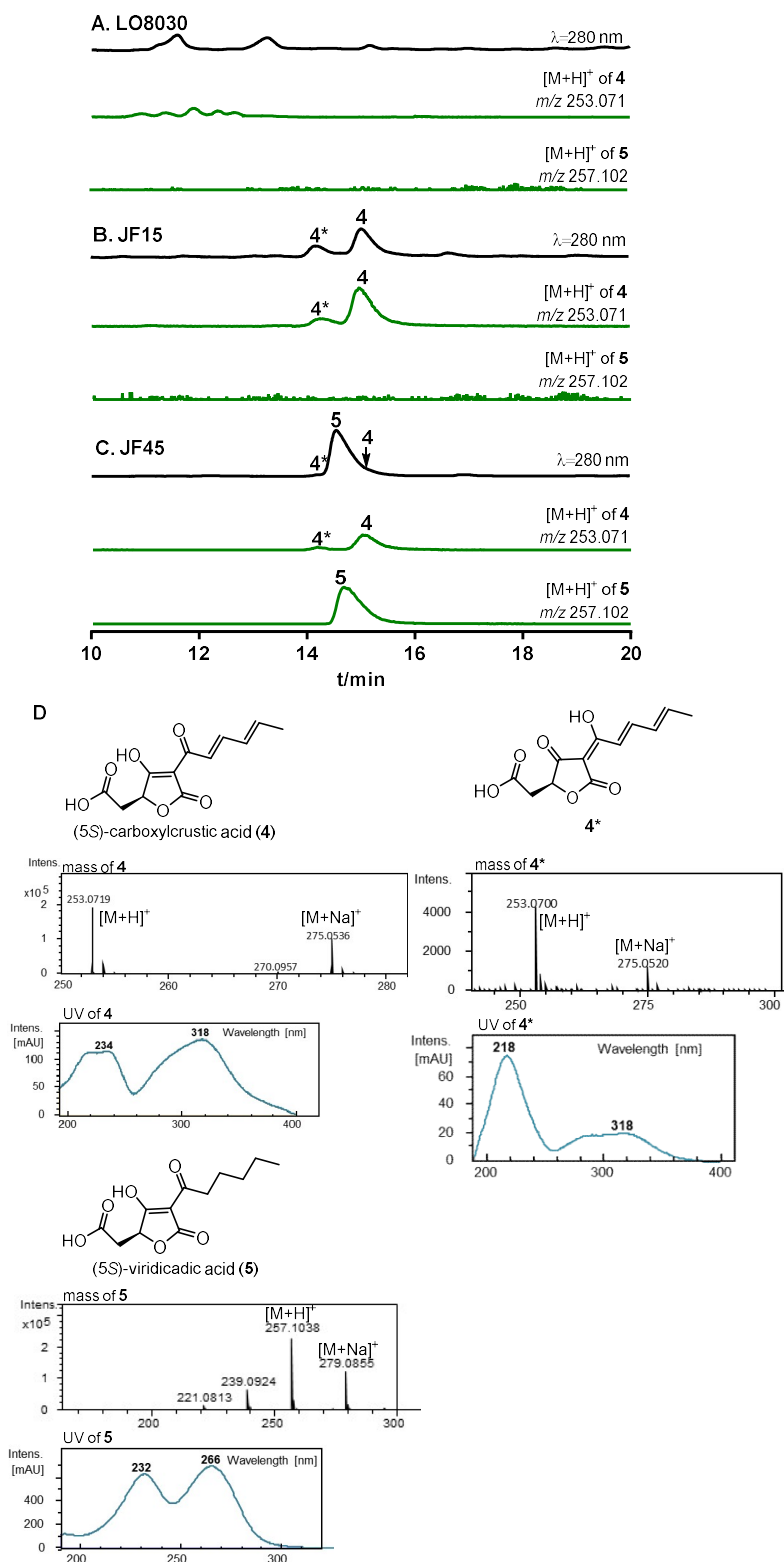 A. LO8030
λ=280 nm
[M+H]+ of 4
m/z 253.071
[M+H]+ of 5
m/z 257.102
B. JF15
4* 4
λ=280 nm
4* 4
[M+H]+ of 4
m/z 253.071
[M+H]+ of 5
m/z 257.102
C. JF45
4* 5 4
λ=280 nm
4* 4
[M+H]+ of 4
m/z 253.071
5
[M+H]+ of 5
m/z 257.102
10 12 14 16 18 20
t/min
D
O
HO
O
HO
O
O
(5S)-carboxylcrustic acid (4)
HO
O
O
HO
O
O
4*
mass of 4
Intens.
x10^5
2
1
0
253.0719
[M+H]+
270.0957
[M+Na]+
275.0536
250 260 270 280
mass of 4*
Intens.
4000
2000
0
253.0700
[M+H]+
[M+Na]+
275.0520
250 275 300
UV of 4
Intens.
[mAU]
100
50
0
234
318
Wavelength [nm]
200 300 400
UV of 4*
Intens.
[mAU]
60
40
20
0
218
318
Wavelength [nm]
200 300 400
O
HO
O
HO
O
O
(5S)-viridicadic acid (5)
mass of 5
Intens.
x10^5
2
1
0
221.0813
239.0924
[M+H]+
257.1038
[M+Na]+
279.0855
200 250 300
UV of 5
Intens.
[mAU]
400
200
0
232
266
Wavelength [nm]
200 250 300